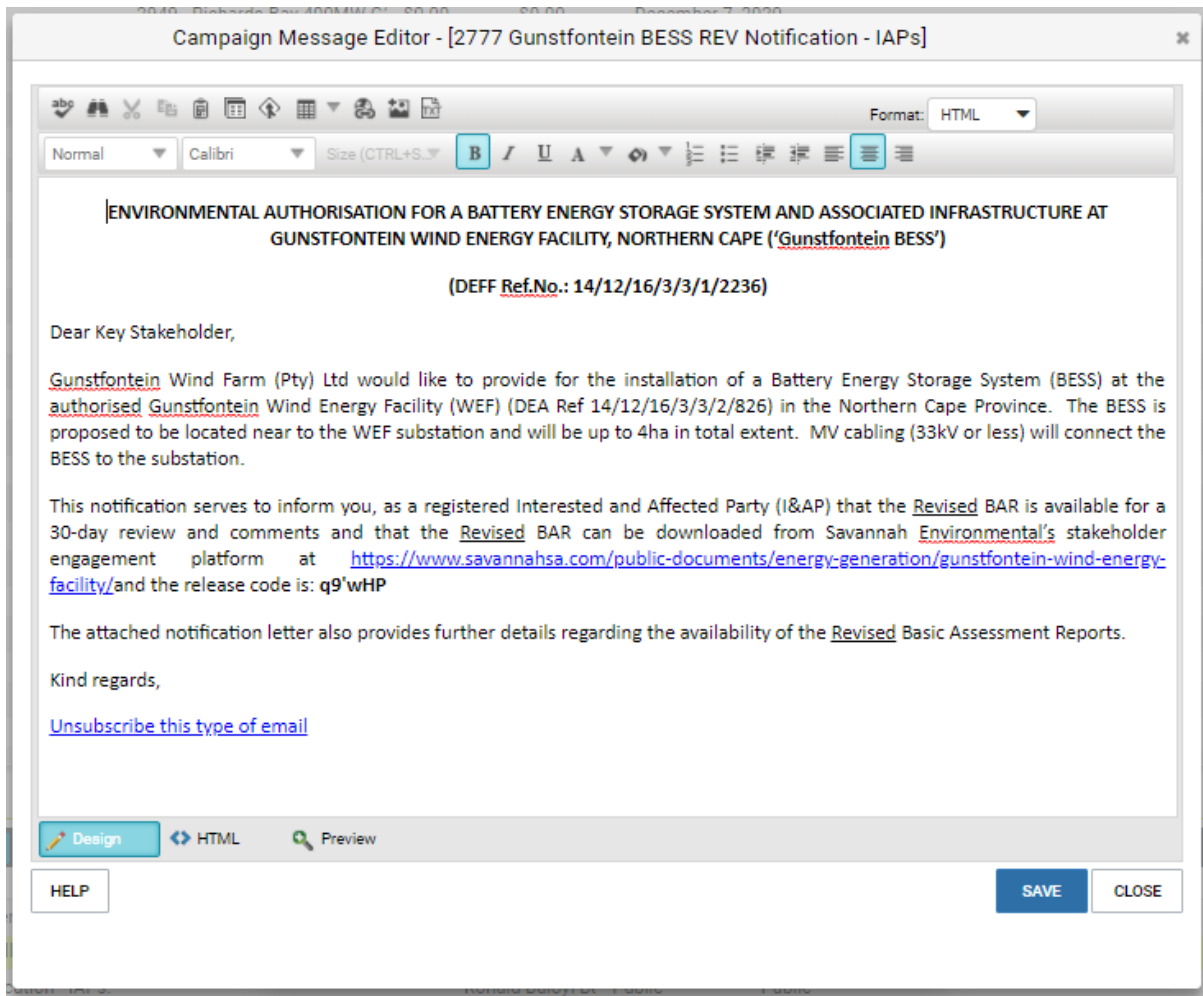 2949 Richards Bay 400MW G' $0.00 $0.00 December 7, 2020
Campaign Message Editor - [2777 Gunstfontein BESS REV Notification - IAPs]
Format: HTML
Normal Calibri Size (CTRL+S... B I U A
ENVIRONMENTAL AUTHORISATION FOR A BATTERY ENERGY STORAGE SYSTEM AND ASSOCIATED INFRASTRUCTURE AT
GUNSTFONTEIN WIND ENERGY FACILITY, NORTHERN CAPE (‘Gunstfontein BESS’)
(DEFF Ref.No.: 14/12/16/3/3/1/2236)
Dear Key Stakeholder,
Gunstfontein Wind Farm (Pty) Ltd would like to provide for the installation of a Battery Energy Storage System (BESS) at the
authorised Gunstfontein Wind Energy Facility (WEF) (DEA Ref 14/12/16/3/3/2/826) in the Northern Cape Province. The BESS is
proposed to be located near to the WEF substation and will be up to 4ha in total extent. MV cabling (33kV or less) will connect the
BESS to the substation.
This notification serves to inform you, as a registered Interested and Affected Party (I&AP) that the Revised BAR is available for a
30-day review and comments and that the Revised BAR can be downloaded from Savannah Environmental’s stakeholder
engagement platform at https://www.savannahsa.com/public-documents/energy-generation/gunstfontein-wind-energy-
facility/and the release code is: q9'wHP
The attached notification letter also provides further details regarding the availability of the Revised Basic Assessment Reports.
Kind regards,
Unsubscribe this type of email
Design HTML Preview
HELP SAVE CLOSE